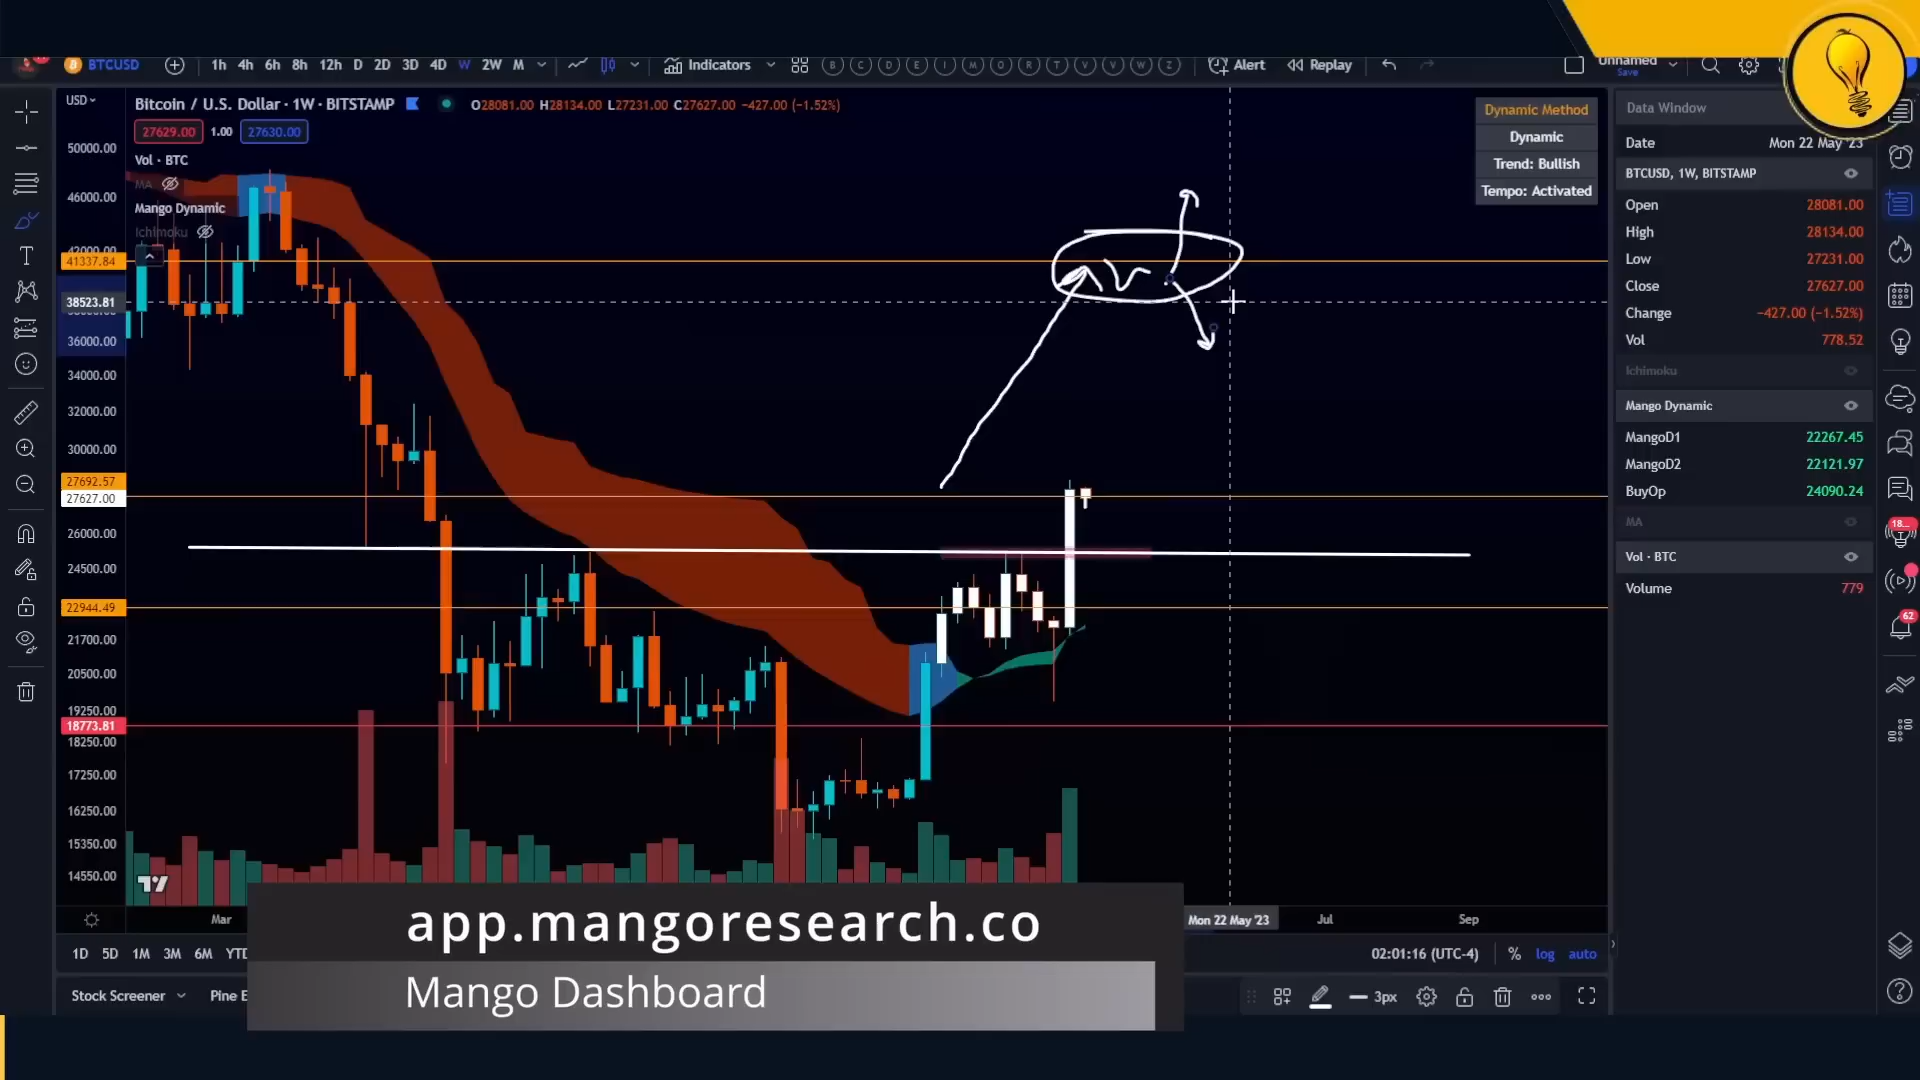 BTCUSD 1h 4h 6h 8h 12h D 2D 3D 4D W 2W M Indicators B C D E I M O R T V V W Z Alert Replay Unnamed
Save
USD Bitcoin / U.S. Dollar · 1W · BITSTAMP O28081.00 H28134.00 L27231.00 C27627.00 −427.00 (−1.52%)
27629.00 1.00 27630.00
Vol · BTC
MA
Mango Dynamic
Ichimoku
Dynamic Method
Dynamic
Trend: Bullish
Tempo: Activated
50000.00
46000.00
42000.00
41337.84
38523.81
36000.00
34000.00
32000.00
30000.00
27692.57
27627.00
26000.00
24500.00
22944.49
21700.00
20500.00
19250.00
18773.81
18250.00
17250.00
16250.00
15350.00
14550.00
Data Window
Date Mon 22 May '23
BTCUSD, 1W, BITSTAMP
Open 28081.00
High 28134.00
Low 27231.00
Close 27627.00
Change −427.00 (−1.52%)
Vol 778.52
Ichimoku
Mango Dynamic
MangoD1 22267.45
MangoD2 22121.97
BuyOp 24090.24
MA
Vol · BTC
Volume 779
18...
62
Mar Mon 22 May '23 Jul Sep
app.mangoresearch.co
Mango Dashboard
1D 5D 1M 3M 6M YTD 02:01:16 (UTC-4) % log auto
Stock Screener Pine E 3px